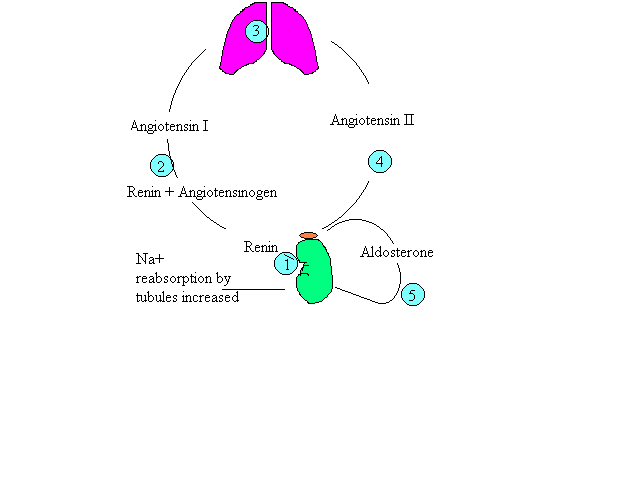 3
Angiotensin I
Angiotensin II
2
4
Renin + Angiotensinogen
Renin
1
Aldosterone
Na+
reabsorption by
tubules increased
5